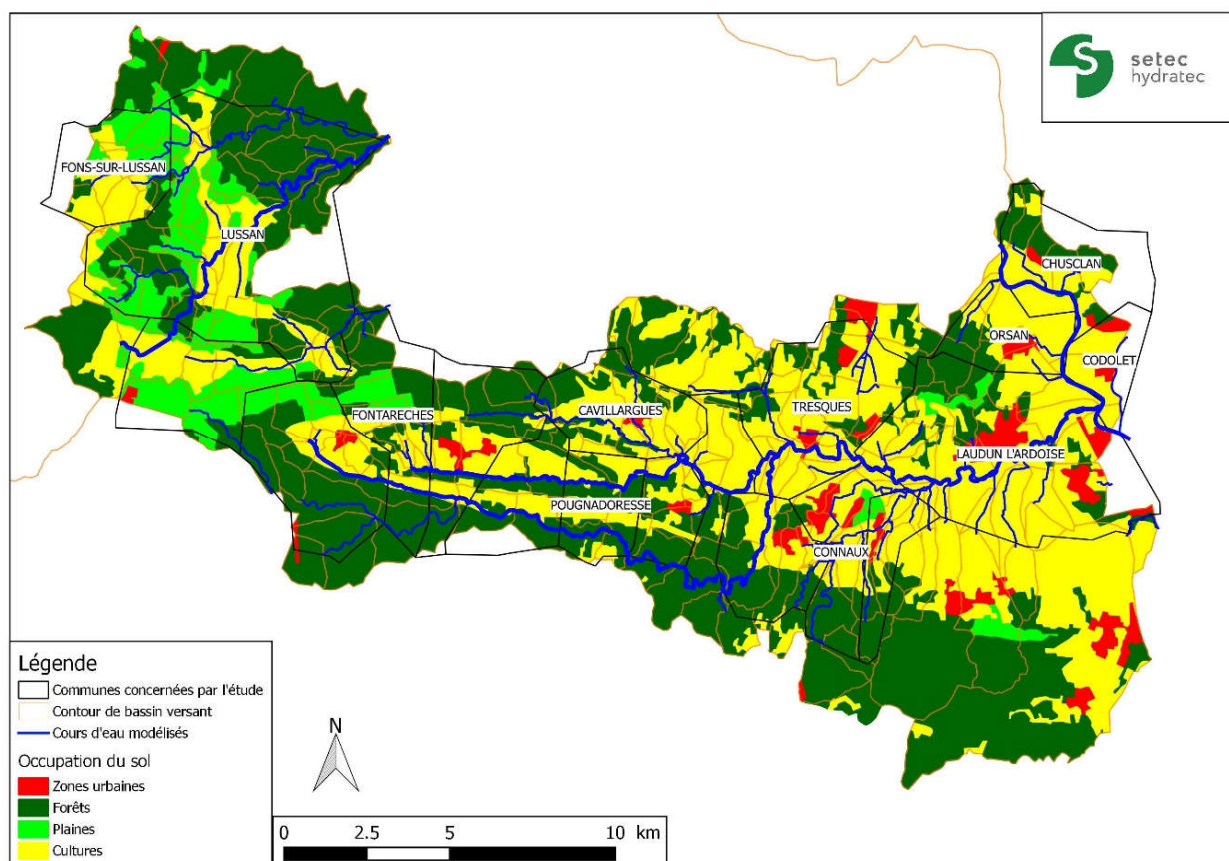 setec
hydratec
FONS-SUR-LUSSAN
LUSSAN
CHUSCLAN
ORSAN
CODOLET
FONTARECHES
CAVILLARGUES
TRESQUES
LAUDUN L'ARDOISE
POUGNADORESSE
CONNAUX
Légende
Communes concernées par l'étude
Contour de bassin versant
Cours d'eau modélisés
Occupation du sol
Zones urbaines
Forêts
Plaines
Cultures
N
0 2.5 5 10 km